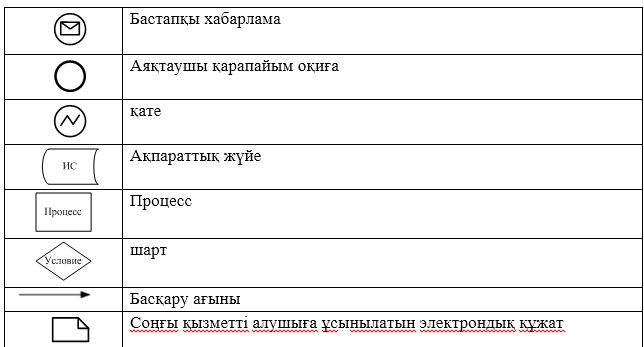 Бастапқы хабарлама
Аяқтаушы қарапайым оқиға
қате
ИС
Ақпараттық жүйе
Процесс
Процесс
Условие
шарт
Басқару ағыны
Соңғы қызметті алушыға ұсынылатын электрондық құжат